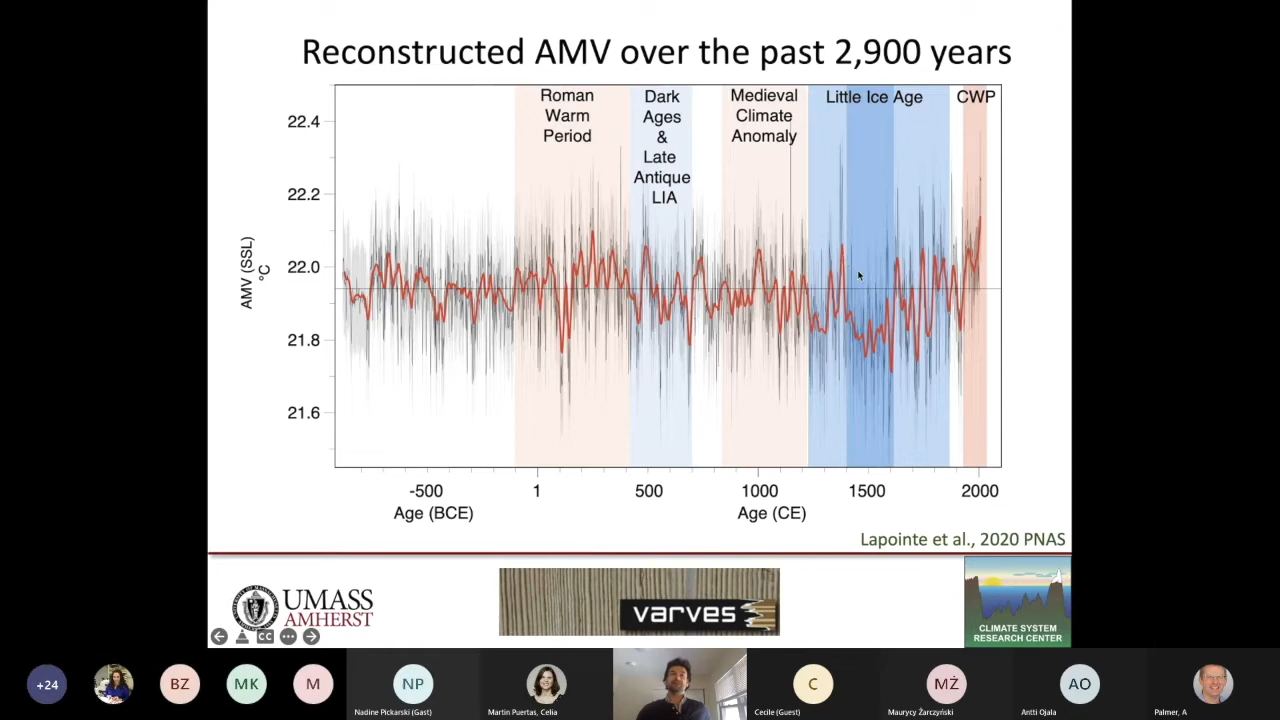 Reconstructed AMV over the past 2,900 years
Roman
Warm
Period
Dark
Ages
&
Late
Antique
LIA
Medieval
Climate
Anomaly
Little Ice Age
CWP
22.4
22.2
22.0
21.8
21.6
AMV (SSL)
°C
-500
1
500
1000
1500
2000
Age (BCE)
Age (CE)
Lapointe et al., 2020 PNAS
UMASS
AMHERST
varves
CLIMATE SYSTEM
RESEARCH CENTER
CC
+24
BZ
MK
M
NP
C
MŻ
AO
Nadine Pickarski (Gast)
Martin Puertas, Celia
Cecile (Guest)
Maurycy Żarczyński
Antti Ojala
Palmer, A